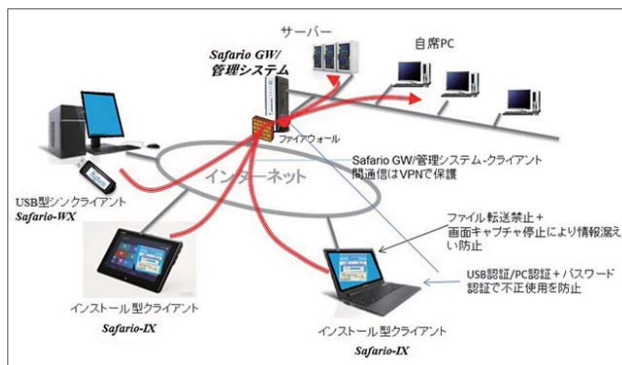 サーバー
自席PC
Safario GW/
管理システム
ファイアウォール
Safario GW/管理システム-クライアント
間通信はVPNで保護
インターネット
USB型シンクライアント
Safario-WX
ファイル転送禁止＋
画面キャプチャ停止により情報漏え
い防止
USB認証/PC認証＋パスワード
認証で不正使用を防止
インストール型クライアント
Safario-IX
インストール型クライアント
Safario-IX